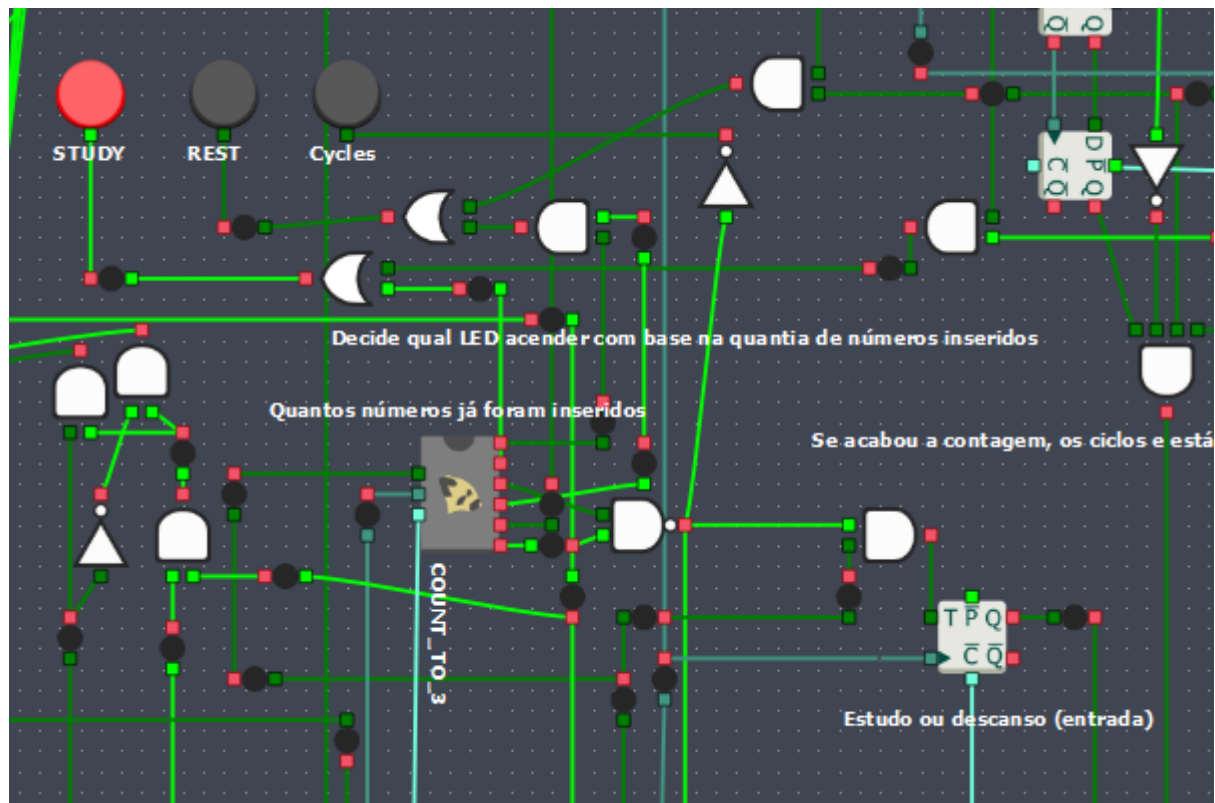 Q Q
STUDY REST Cycles
D P Q
C Q
Decide qual LED acender com base na quantia de números inseridos
Quantos números já foram inseridos
Se acabou a contagem, os ciclos e está
COUNT_TO_3
T P Q
C Q
Estudo ou descanso (entrada)